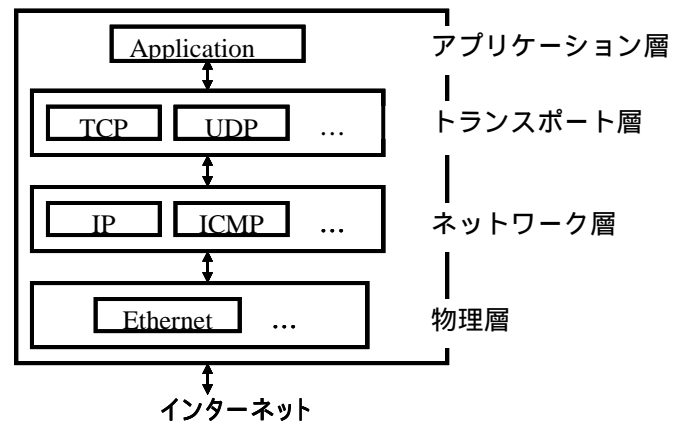 Application アプリケーション層
TCP UDP … トランスポート層
IP ICMP … ネットワーク層
Ethernet … 物理層
インターネット